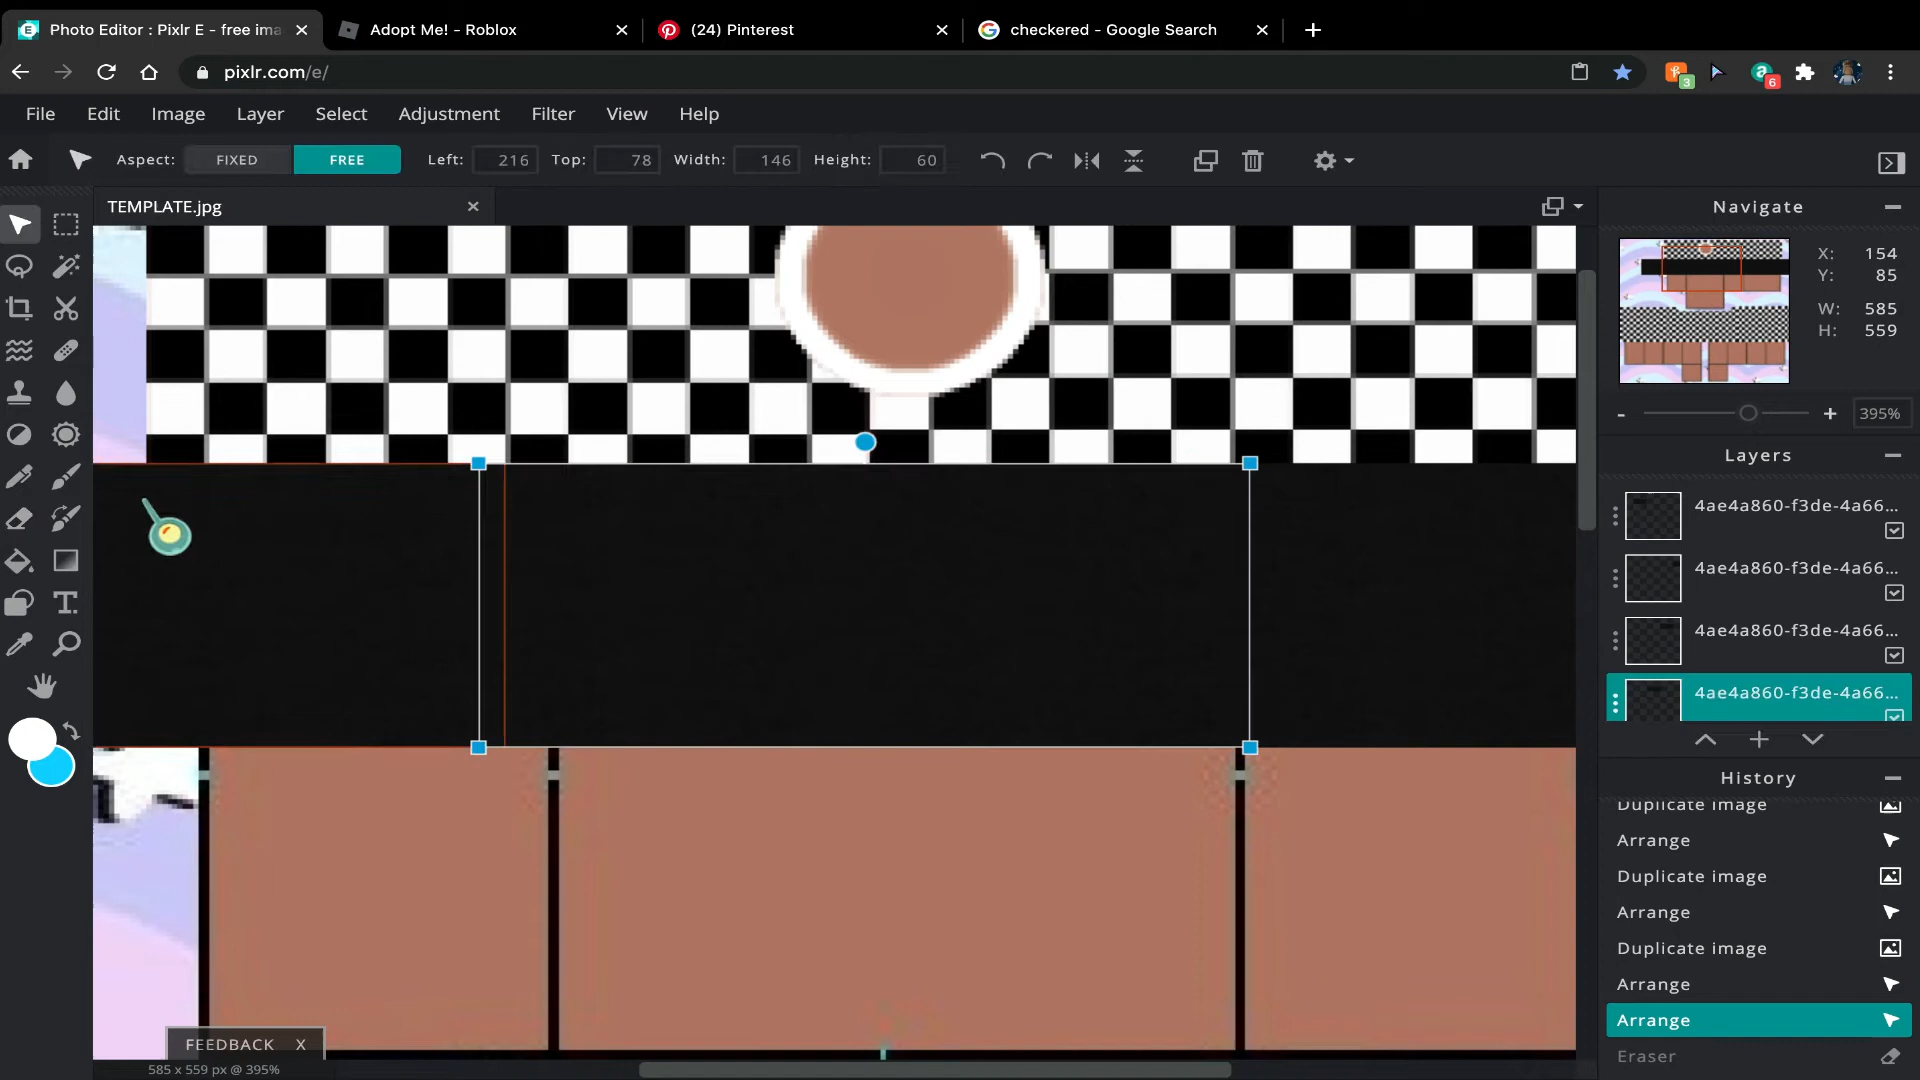 Photo Editor : Pixlr E - free ima
Adopt Me! - Roblox
(24) Pinterest
checkered - Google Search
pixlr.com/e/
3
6
File Edit Image Layer Select Adjustment Filter View Help
Aspect: FIXED FREE Left: 216 Top: 78 Width: 146 Height: 60
TEMPLATE.jpg
Navigate
X: 154
Y: 85
W: 585
H: 559
- + 395%
Layers
4ae4a860-f3de-4a66...
4ae4a860-f3de-4a66...
4ae4a860-f3de-4a66...
4ae4a860-f3de-4a66...
History
Duplicate image
Arrange
Duplicate image
Arrange
Duplicate image
Arrange
Arrange
Eraser
FEEDBACK X
585 x 559 px @ 395%